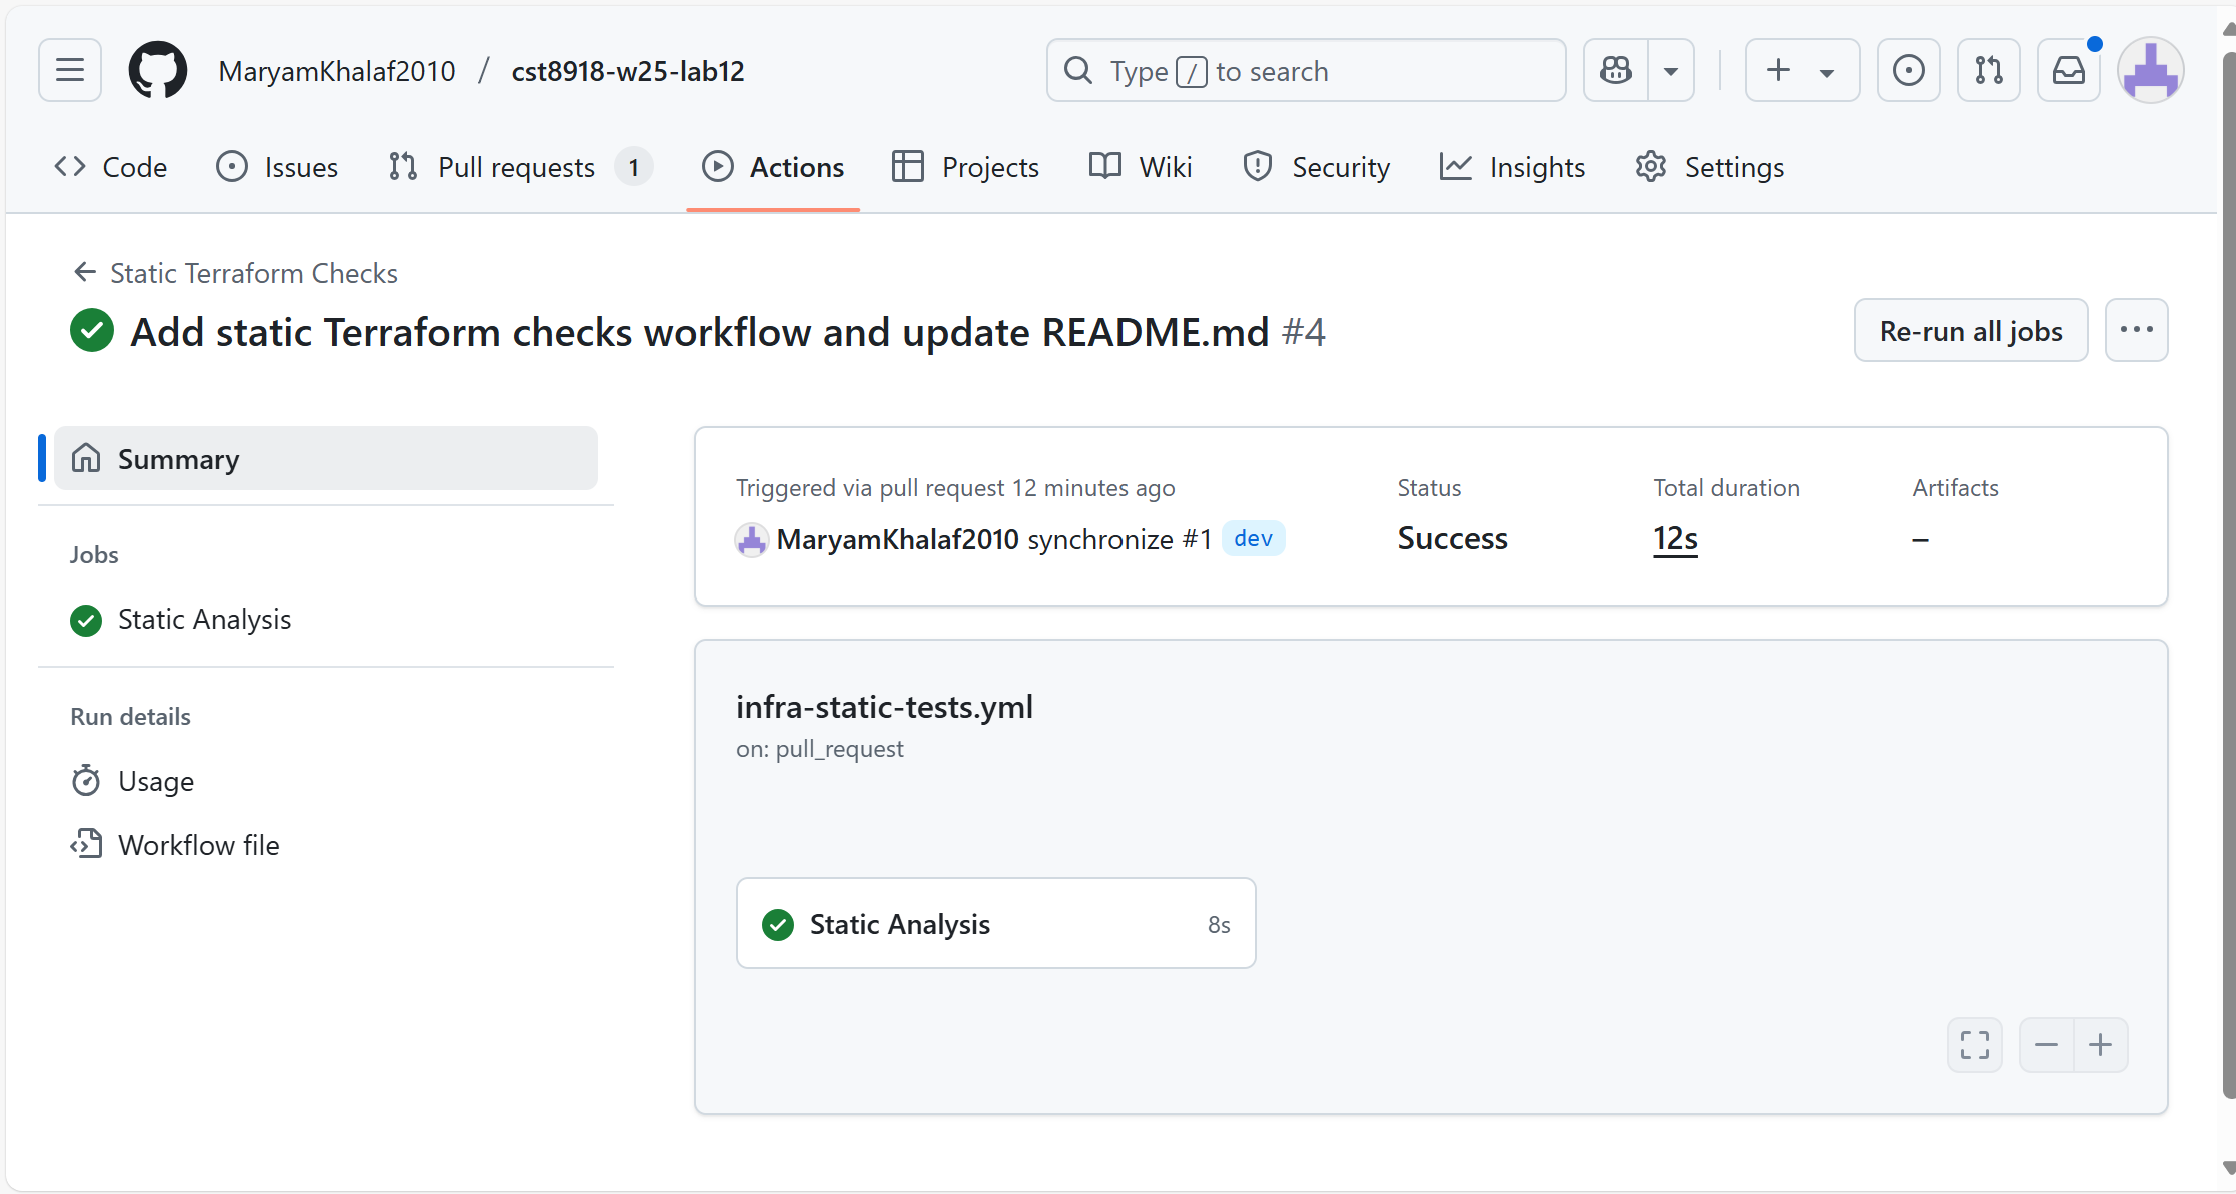 MaryamKhalaf2010 / cst8918-w25-lab12
Type / to search
Code Issues Pull requests 1 Actions Projects Wiki Security Insights Settings
Static Terraform Checks
Add static Terraform checks workflow and update README.md #4
Re-run all jobs
Summary
Jobs
Static Analysis
Run details
Usage
Workflow file
Triggered via pull request 12 minutes ago
MaryamKhalaf2010 synchronize #1 dev
Status
Success
Total duration
12s
Artifacts
–
infra-static-tests.yml
on: pull_request
Static Analysis 8s